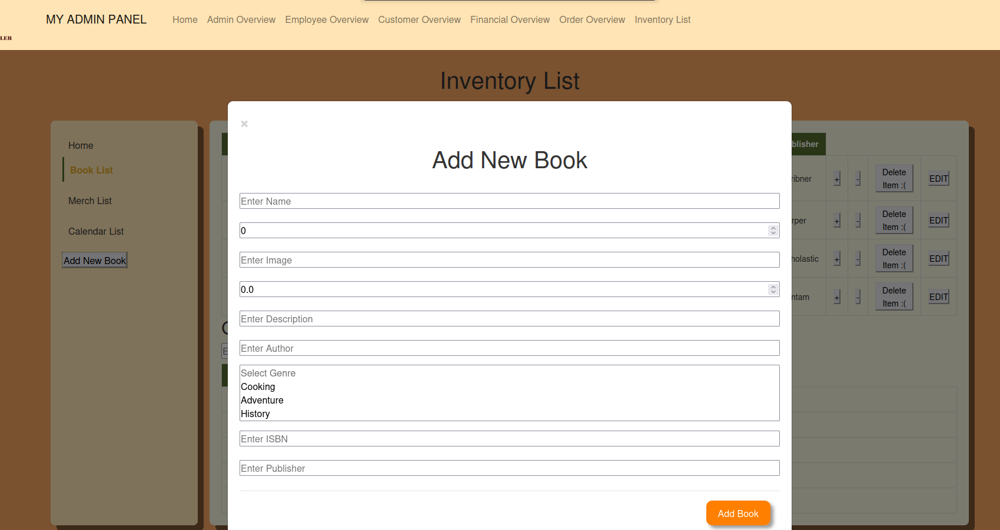 MY ADMIN PANEL Home Admin Overview Employee Overview Customer Overview Financial Overview Order Overview Inventory List
LER
Inventory List
Home
Book List
Merch List
Calendar List
Add New Book
×
Add New Book
Enter Name
0
Enter Image
0.0
Enter Description
Enter Author
Select Genre
Cooking
Adventure
History
Enter ISBN
Enter Publisher
Add Book
blisher
ribner + - Delete Item :( EDIT
rper + - Delete Item :( EDIT
holastic + - Delete Item :( EDIT
ntam + - Delete Item :( EDIT